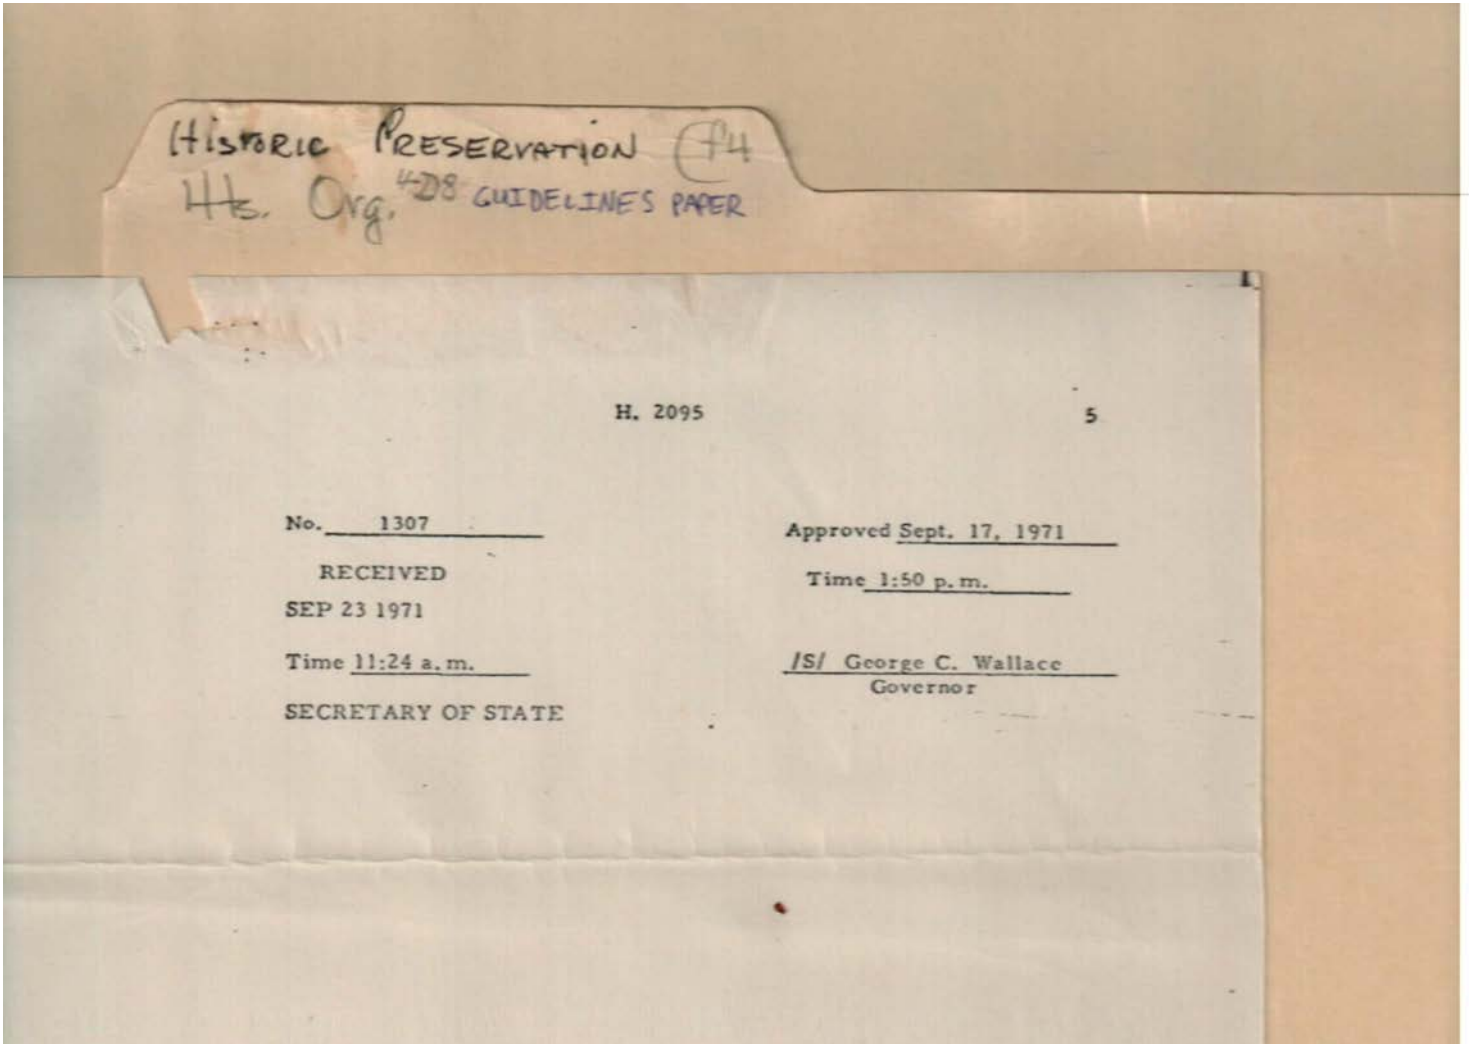 HISTORIC PRESERVATION
Org. 4-D8 GUIDELINES PAPER
H. 2095 5
No. 1307
Approved Sept. 17, 1971
RECEIVED
Time 1:50 p.m.
SEP 23 1971
Time 11:24 a.m.
/S/ George C. Wallace
Governor
SECRETARY OF STATE